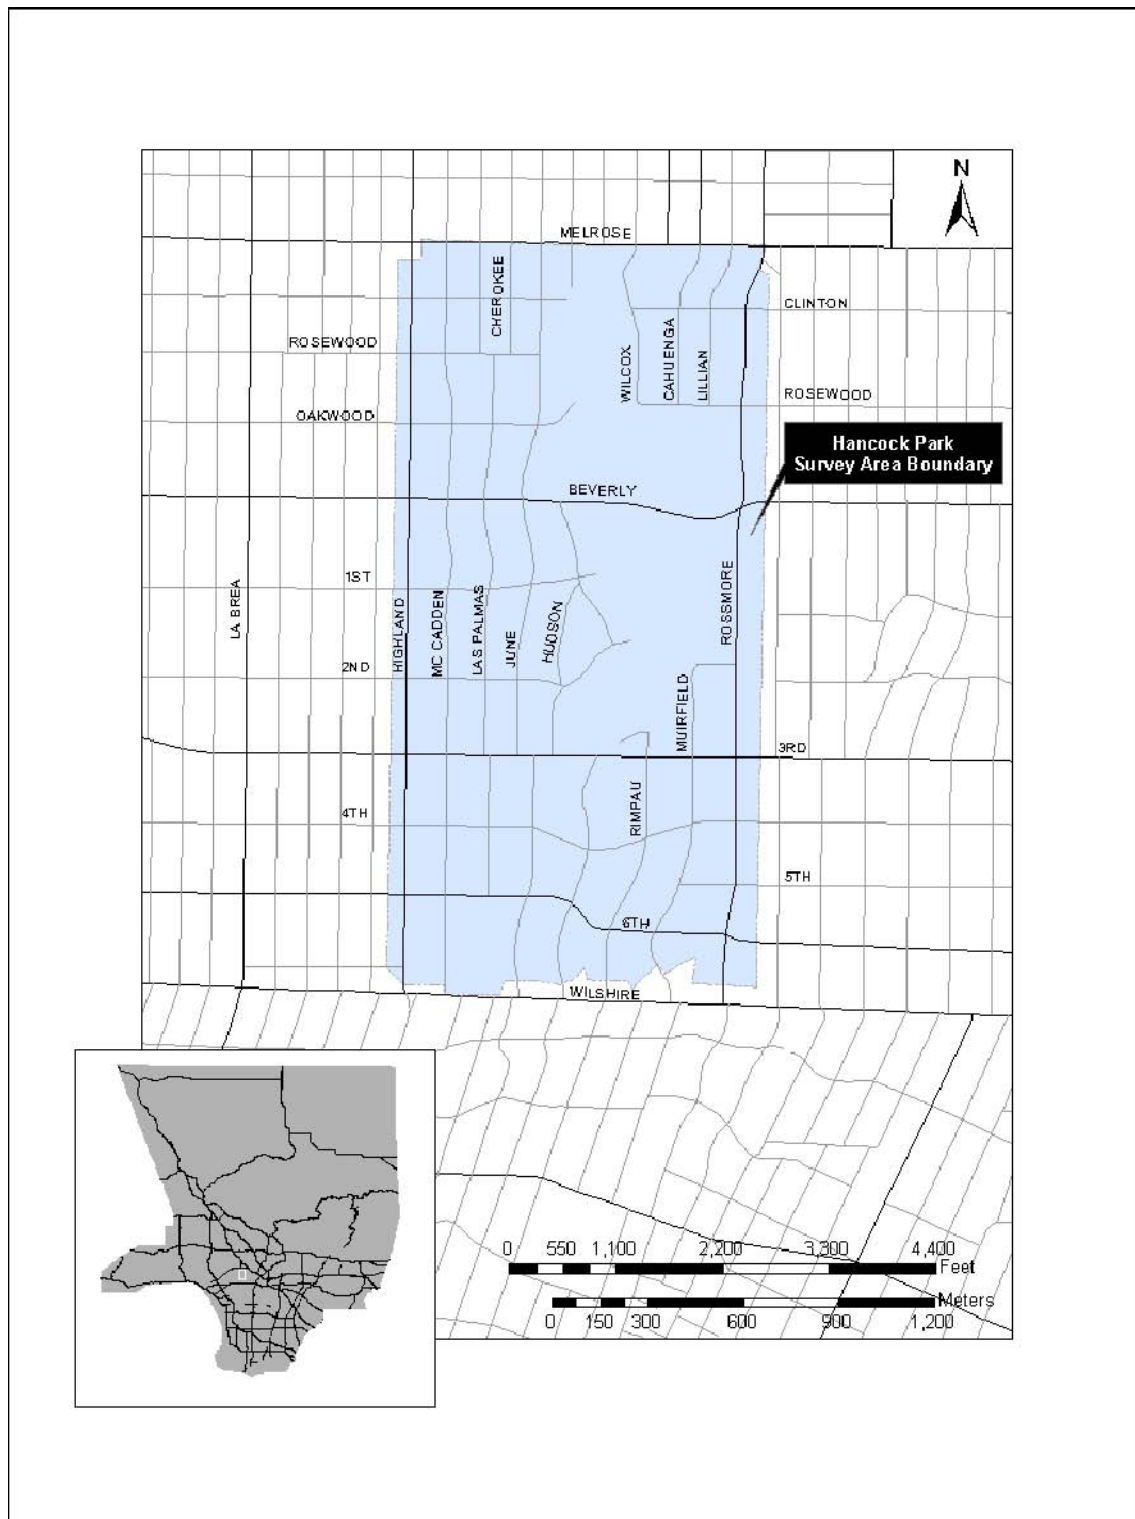 N
MELROSE
CHEROKEE
CLINTON
ROSEWOOD
WILCOX
CAHUENGA
LILLIAN
ROSEWOOD
OAKWOOD
Hancock Park
Survey Area Boundary
BEVERLY
1ST
LA BREA
HIGHLAND
MC CADDEN
LAS PALMAS
JUNE
HUDSON
ROSSMORE
2ND
MUIRFIELD
3RD
RIMPAU
4TH
5TH
6TH
WILSHIRE
0 550 1,100 2,200 3,300 4,400
Feet
Meters
0 150 300 600 900 1,200